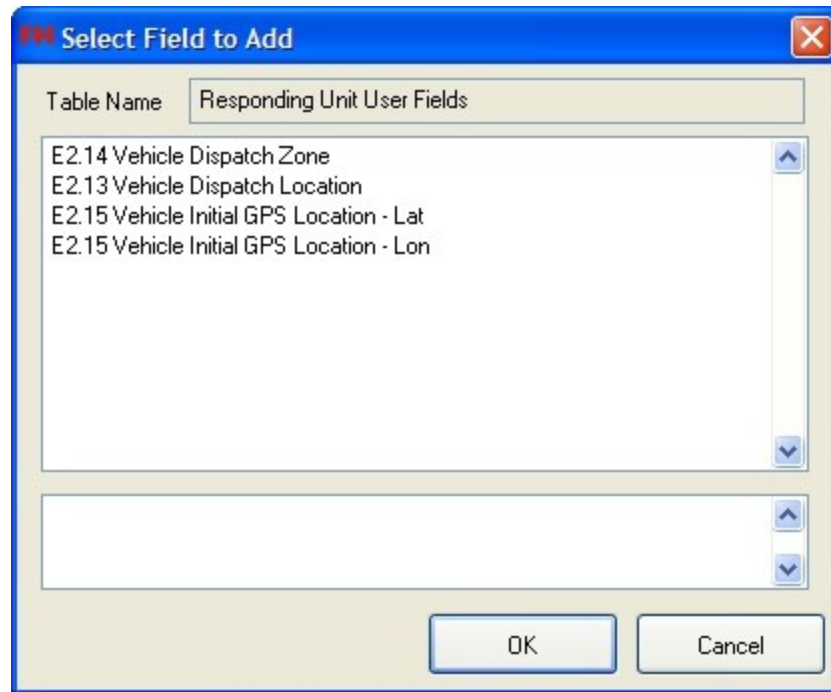 FH Select Field to Add
Table Name Responding Unit User Fields
E2.14 Vehicle Dispatch Zone
E2.13 Vehicle Dispatch Location
E2.15 Vehicle Initial GPS Location - Lat
E2.15 Vehicle Initial GPS Location - Lon
OK Cancel